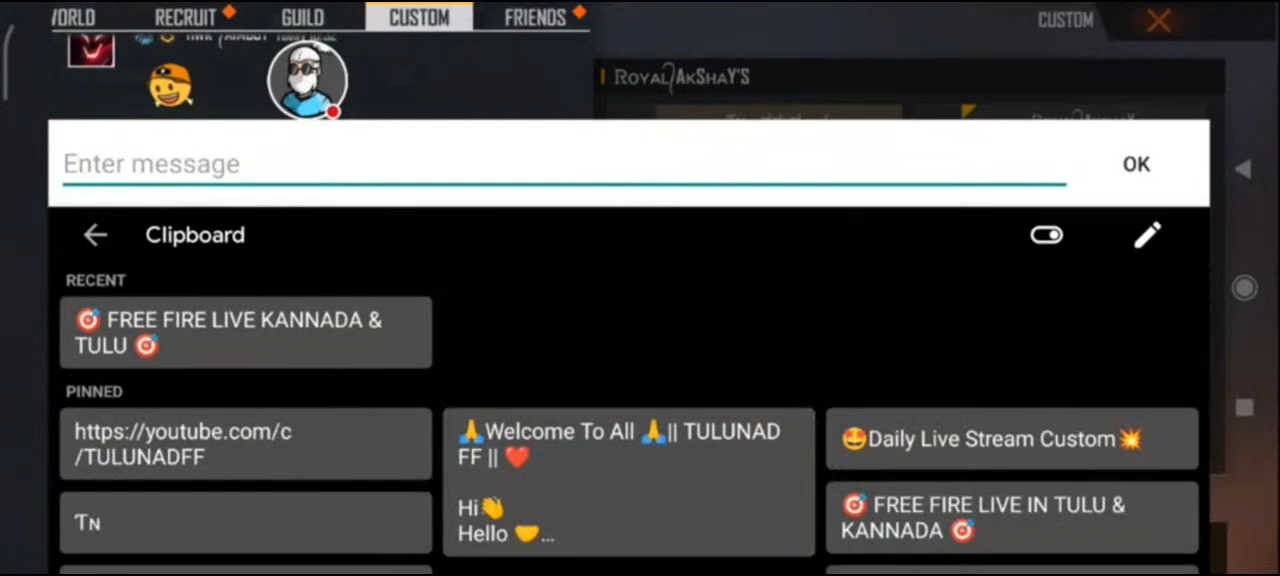 RECRUIT
GUILD
CUSTOM
FRIENDS
CUSTOM
Enter message
OK
Clipboard
RECENT
🎯 FREE FIRE LIVE KANNADA &
TULU 🎯
PINNED
https://youtube.com/c
/TULUNADFF
🙏Welcome To All 🙏|| TULUNAD
FF || ❤️
Hi👋
Hello 🤝...
🤩Daily Live Stream Custom💥
Tɴ
🎯 FREE FIRE LIVE IN TULU &
KANNADA 🎯